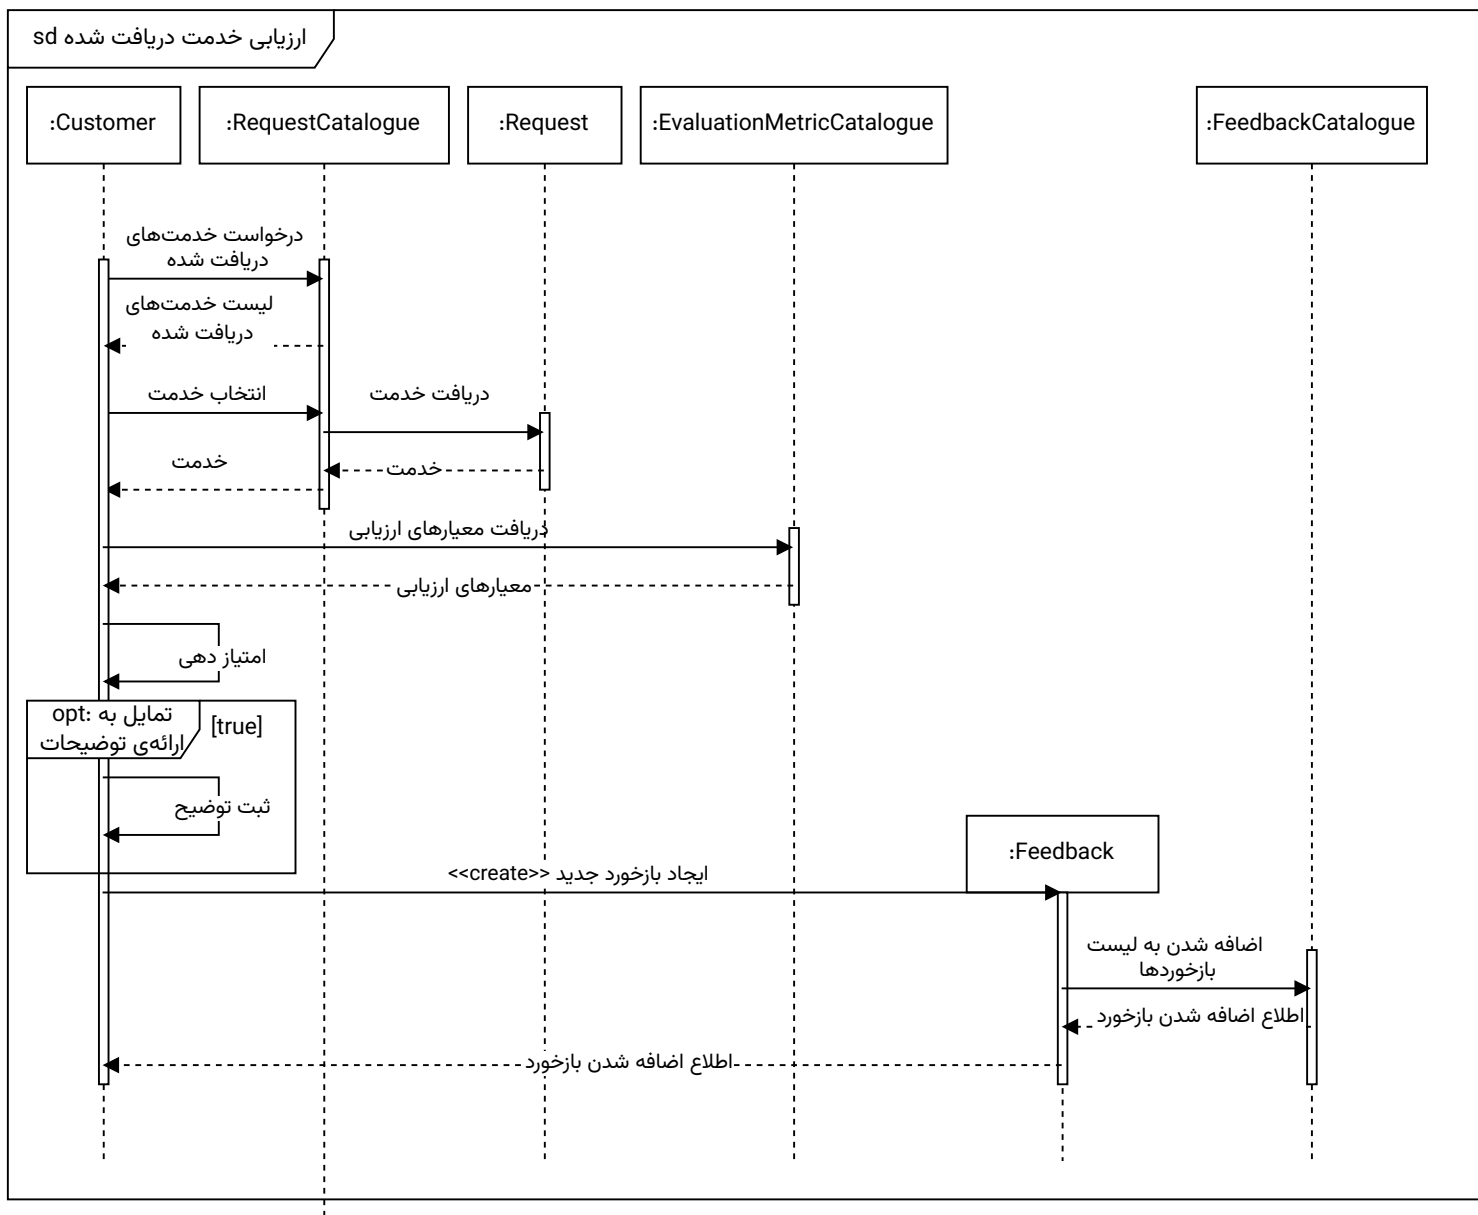 sd ارزیابی خدمت دریافت شده
:Customer
:RequestCatalogue
:Request
:EvaluationMetricCatalogue
:FeedbackCatalogue
درخواست خدمت‌های
دریافت شده
لیست خدمت‌های
دریافت شده
انتخاب خدمت
دریافت خدمت
خدمت
خدمت
دریافت معیارهای ارزیابی
معیارهای ارزیابی
امتیاز دهی
opt: تمایل به
ارائه‌ی توضیحات
[true]
ثبت توضیح
:Feedback
<<create>> ایجاد بازخورد جدید
اضافه شدن به لیست
بازخوردها
اطلاع اضافه شدن بازخورد
اطلاع اضافه شدن بازخورد